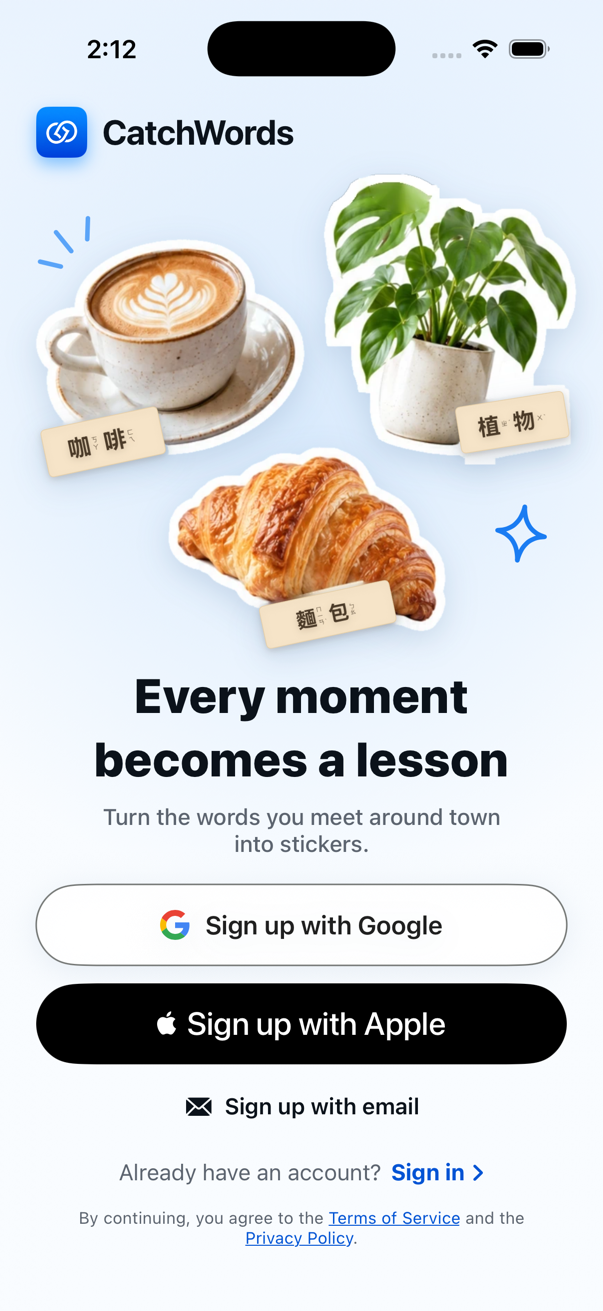 2:12
CatchWords
咖啡
植物
麵包
Every moment
becomes a lesson
Turn the words you meet around town
into stickers.
Sign up with Google
Sign up with Apple
Sign up with email
Already have an account? Sign in
By continuing, you agree to the Terms of Service and the
Privacy Policy.